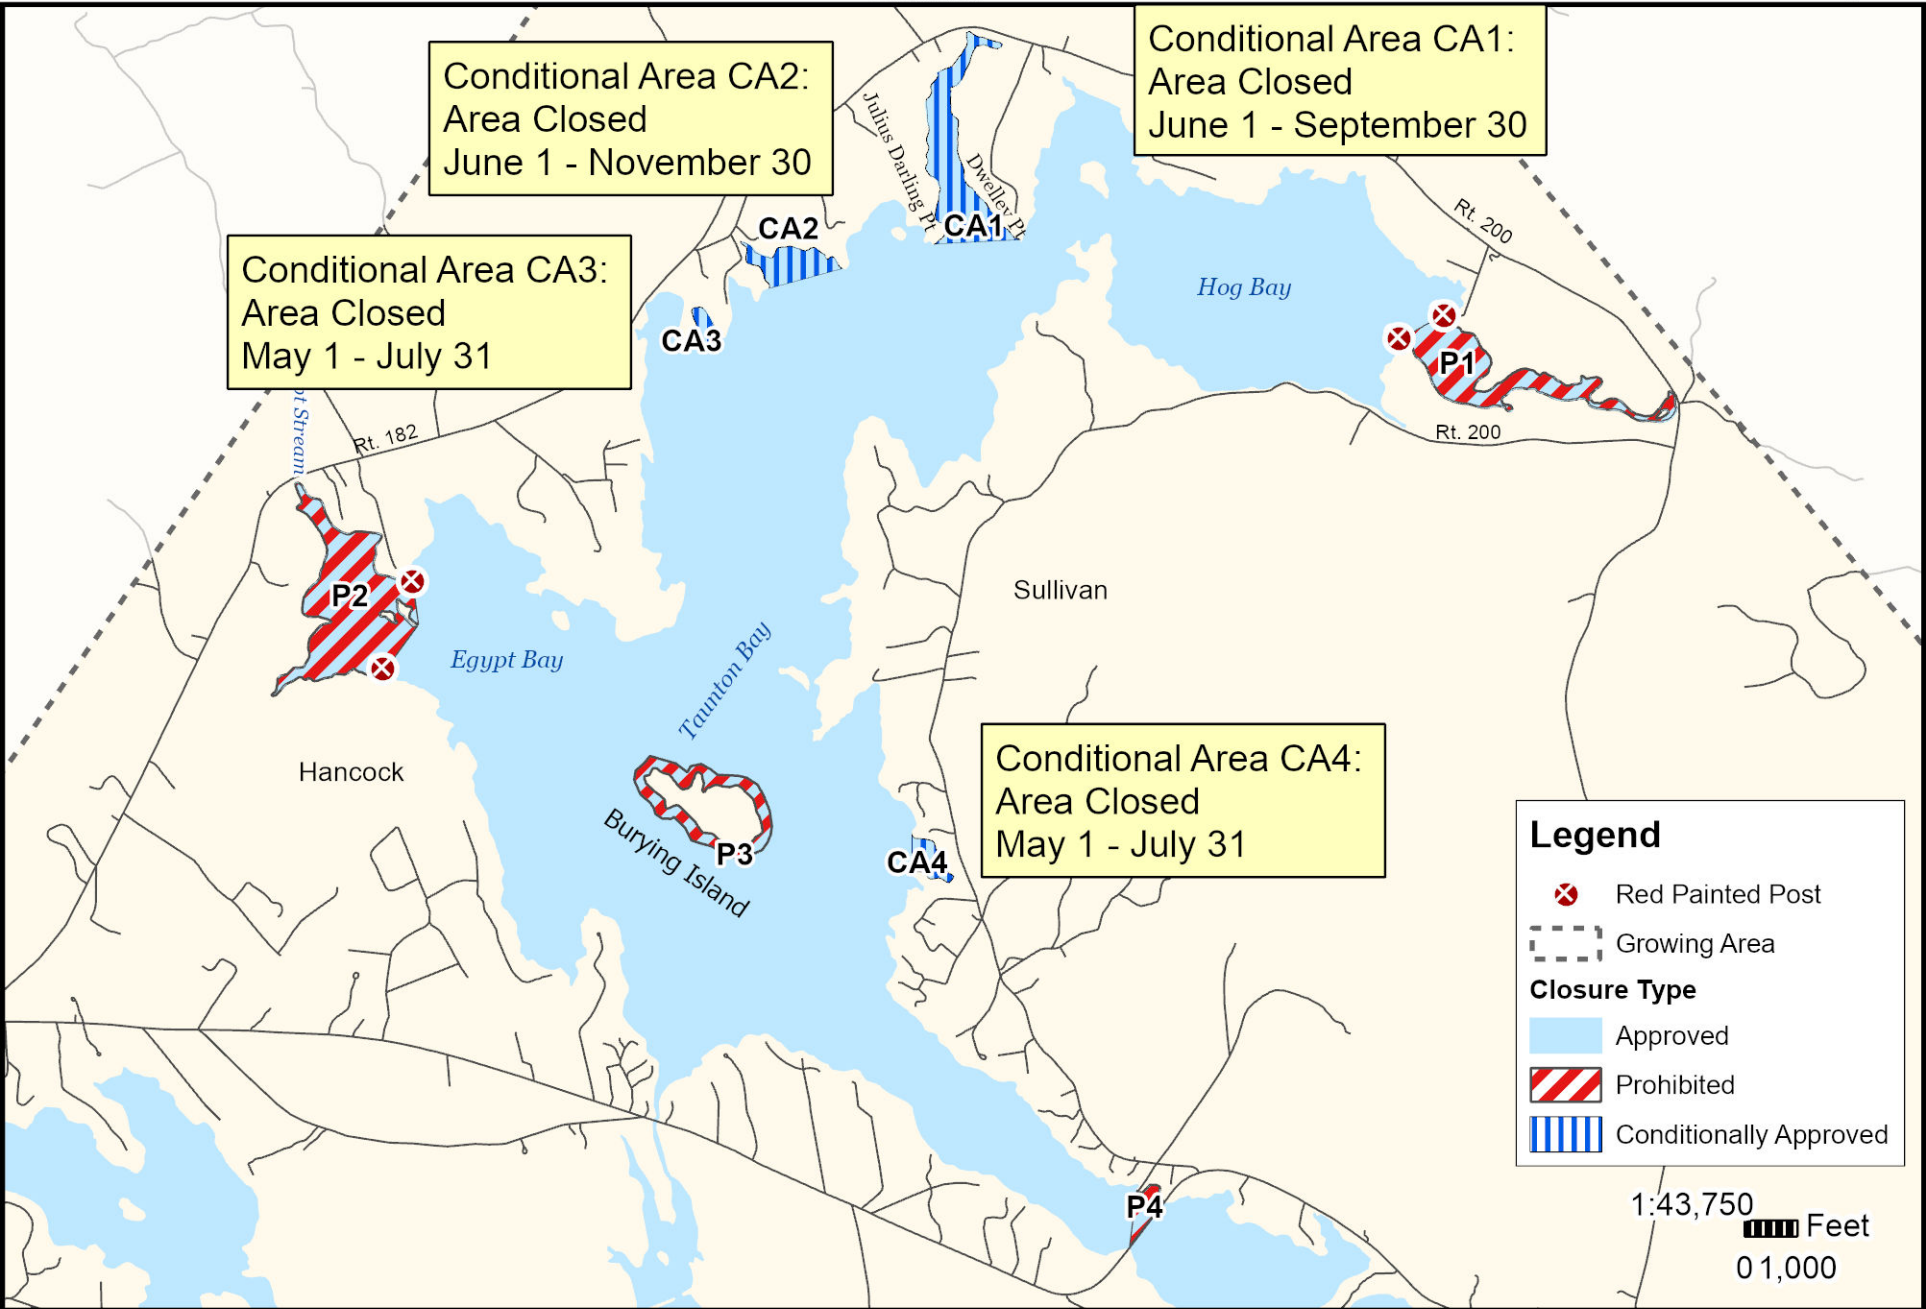 Conditional Area CA1:
Area Closed
June 1 - September 30
Conditional Area CA2:
Area Closed
June 1 - November 30
Julius Darling Pt
Dwelley Pt
CA1
CA2
Rt. 200
Conditional Area CA3:
Area Closed
May 1 - July 31
CA3
Hog Bay
P1
Rt. 200
ot Stream
Rt. 182
P2
Sullivan
Egypt Bay
Taunton Bay
Hancock
Conditional Area CA4:
Area Closed
May 1 - July 31
P3
Burying Island
CA4
Legend
Red Painted Post
Growing Area
Closure Type
Approved
Prohibited
Conditionally Approved
P4
1:43,750
Feet
0 1,000